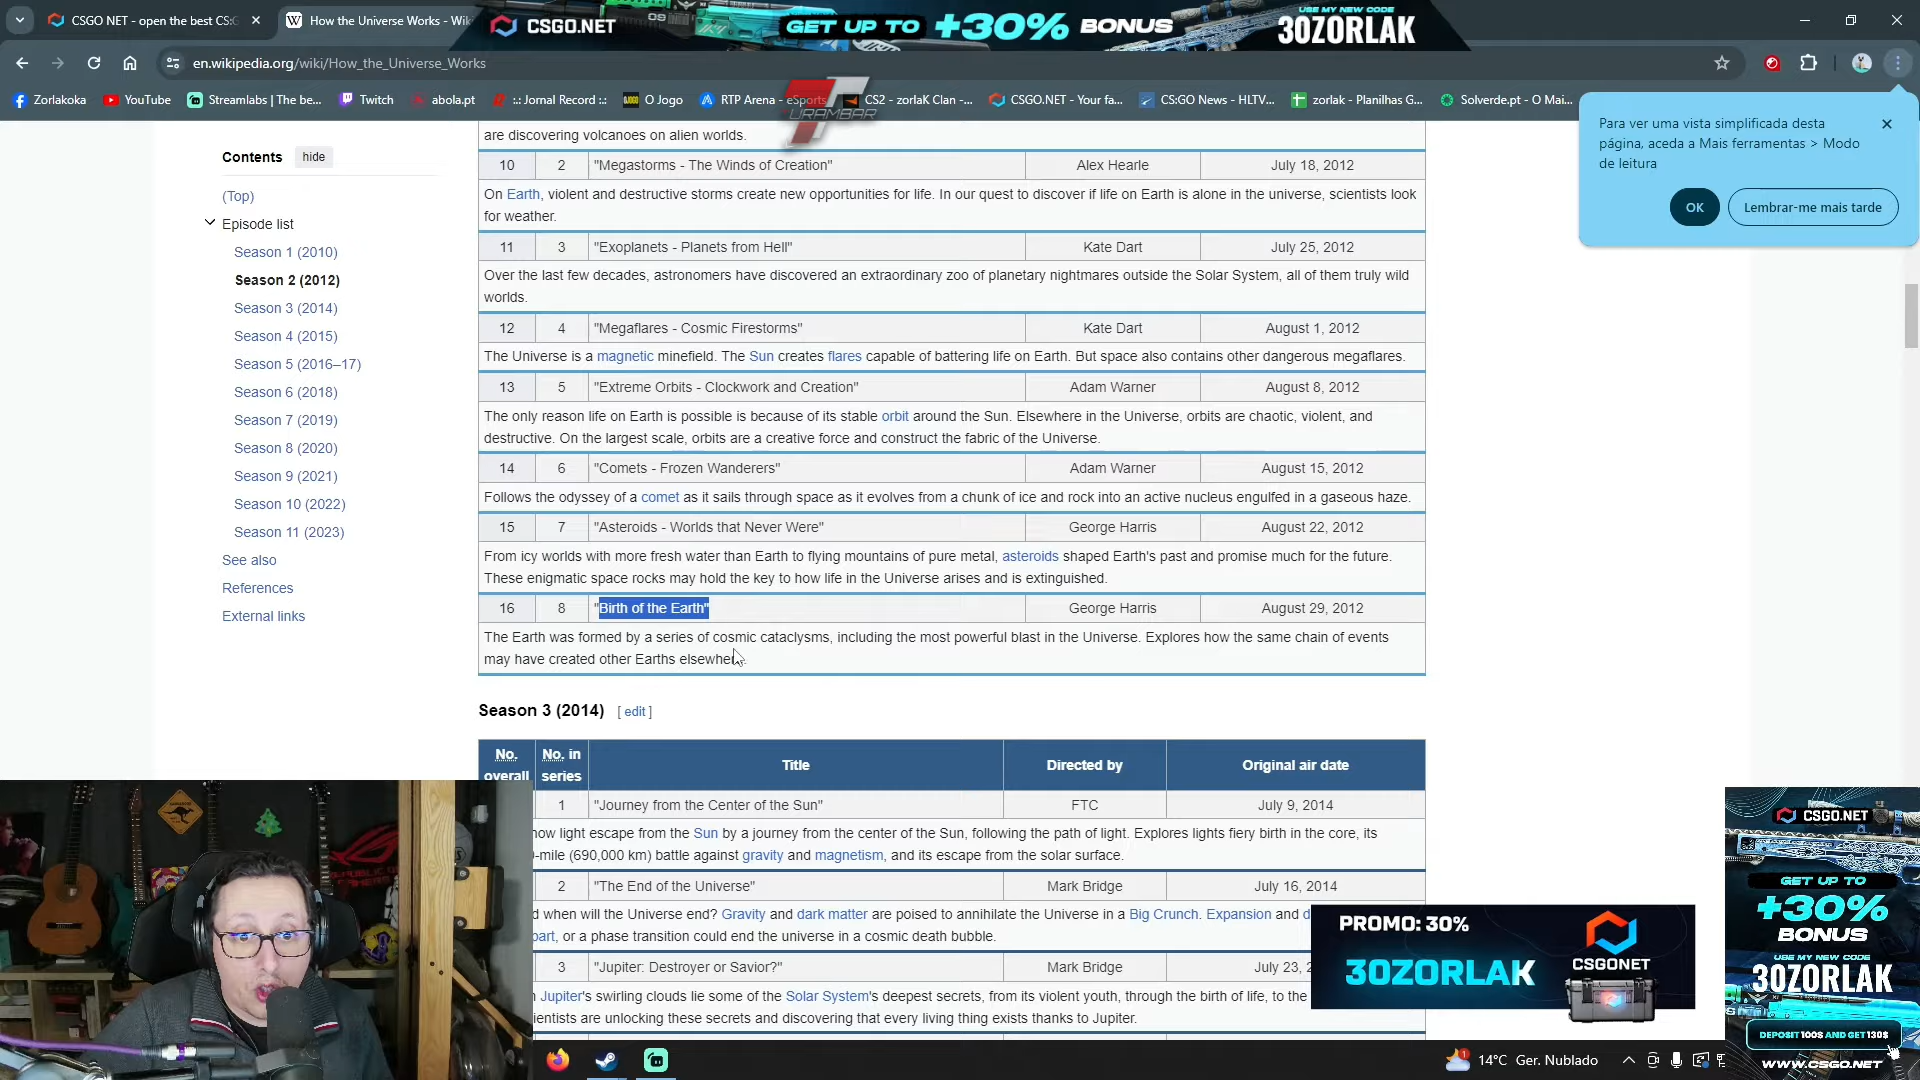 CSGO NET - open the best CS:G
How the Universe Works - Wiki
CSGO.NET
GET UP TO +30% BONUS
USE MY NEW CODE
30ZORLAK
en.wikipedia.org/wiki/How_the_Universe_Works
Zorlakoka
YouTube
Streamlabs | The be...
Twitch
abola.pt
:.: Jornal Record :.:
O Jogo
RTP Arena - eSports
CS2 - zorlaK Clan -...
CSGO.NET - Your fa...
CS:GO News - HLTV...
zorlak - Planilhas G...
Solverde.pt - O Mai...
URAMBAR
Para ver uma vista simplificada desta
página, aceda a Mais ferramentas > Modo
de leitura
OK
Lembrar-me mais tarde
Contents
hide
(Top)
Episode list
Season 1 (2010)
Season 2 (2012)
Season 3 (2014)
Season 4 (2015)
Season 5 (2016–17)
Season 6 (2018)
Season 7 (2019)
Season 8 (2020)
Season 9 (2021)
Season 10 (2022)
Season 11 (2023)
See also
References
External links
are discovering volcanoes on alien worlds.
10 2 "Megastorms - The Winds of Creation" Alex Hearle July 18, 2012
On Earth, violent and destructive storms create new opportunities for life. In our quest to discover if life on Earth is alone in the universe, scientists look
for weather.
11 3 "Exoplanets - Planets from Hell" Kate Dart July 25, 2012
Over the last few decades, astronomers have discovered an extraordinary zoo of planetary nightmares outside the Solar System, all of them truly wild
worlds.
12 4 "Megaflares - Cosmic Firestorms" Kate Dart August 1, 2012
The Universe is a magnetic minefield. The Sun creates flares capable of battering life on Earth. But space also contains other dangerous megaflares.
13 5 "Extreme Orbits - Clockwork and Creation" Adam Warner August 8, 2012
The only reason life on Earth is possible is because of its stable orbit around the Sun. Elsewhere in the Universe, orbits are chaotic, violent, and
destructive. On the largest scale, orbits are a creative force and construct the fabric of the Universe.
14 6 "Comets - Frozen Wanderers" Adam Warner August 15, 2012
Follows the odyssey of a comet as it sails through space as it evolves from a chunk of ice and rock into an active nucleus engulfed in a gaseous haze.
15 7 "Asteroids - Worlds that Never Were" George Harris August 22, 2012
From icy worlds with more fresh water than Earth to flying mountains of pure metal, asteroids shaped Earth's past and promise much for the future.
These enigmatic space rocks may hold the key to how life in the Universe arises and is extinguished.
16 8 "Birth of the Earth" George Harris August 29, 2012
The Earth was formed by a series of cosmic cataclysms, including the most powerful blast in the Universe. Explores how the same chain of events
may have created other Earths elsewhere.
Season 3 (2014) [ edit ]
No. overall
No. in series
Title
Directed by
Original air date
1 "Journey from the Center of the Sun" FTC July 9, 2014
how light escape from the Sun by a journey from the center of the Sun, following the path of light. Explores lights fiery birth in the core, its
-mile (690,000 km) battle against gravity and magnetism, and its escape from the solar surface.
2 "The End of the Universe" Mark Bridge July 16, 2014
d when will the Universe end? Gravity and dark matter are poised to annihilate the Universe in a Big Crunch. Expansion and d
part, or a phase transition could end the universe in a cosmic death bubble.
3 "Jupiter: Destroyer or Savior?" Mark Bridge July 23, 2
Jupiter's swirling clouds lie some of the Solar System's deepest secrets, from its violent youth, through the birth of life, to the
ientists are unlocking these secrets and discovering that every living thing exists thanks to Jupiter.
PROMO: 30%
30ZORLAK
CSGONET
CSGO.NET
GET UP TO
+30%
BONUS
USE MY NEW CODE
30ZORLAK
DEPOSIT 100$ AND GET 130$
WWW.CSGO.NET
14°C Ger. Nublado